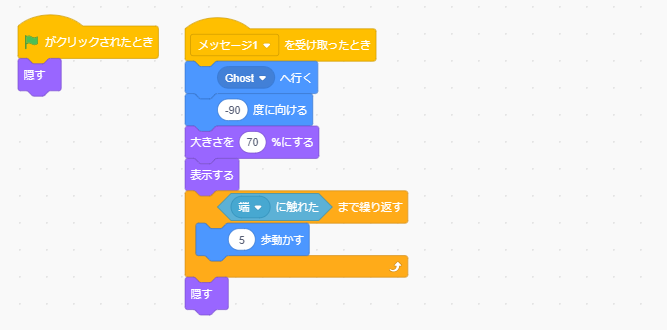 がクリックされたとき
隠す
メッセージ1 を受け取ったとき
Ghost へ行く
-90 度に向ける
大きさを 70 %にする
表示する
端 に触れた まで繰り返す
5 歩動かす
隠す